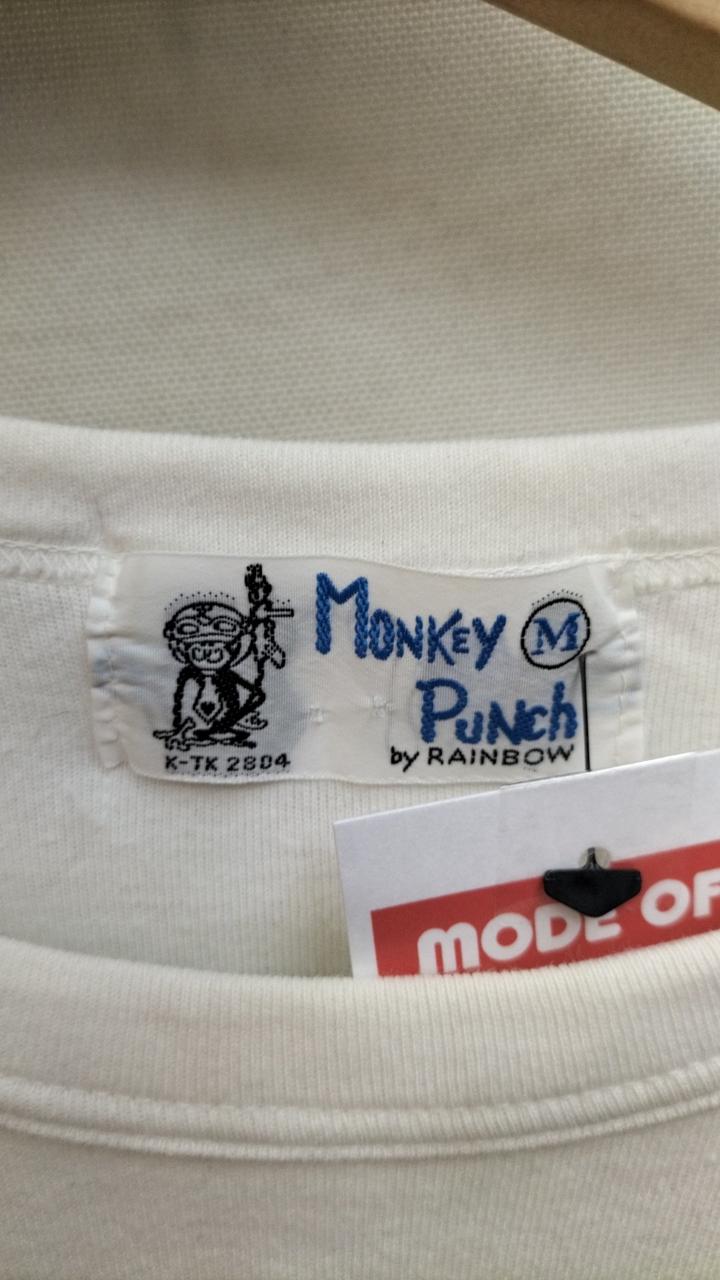 MONKEY M
PUNCh
by RAINBOW
K-TK 2804
MODE OF